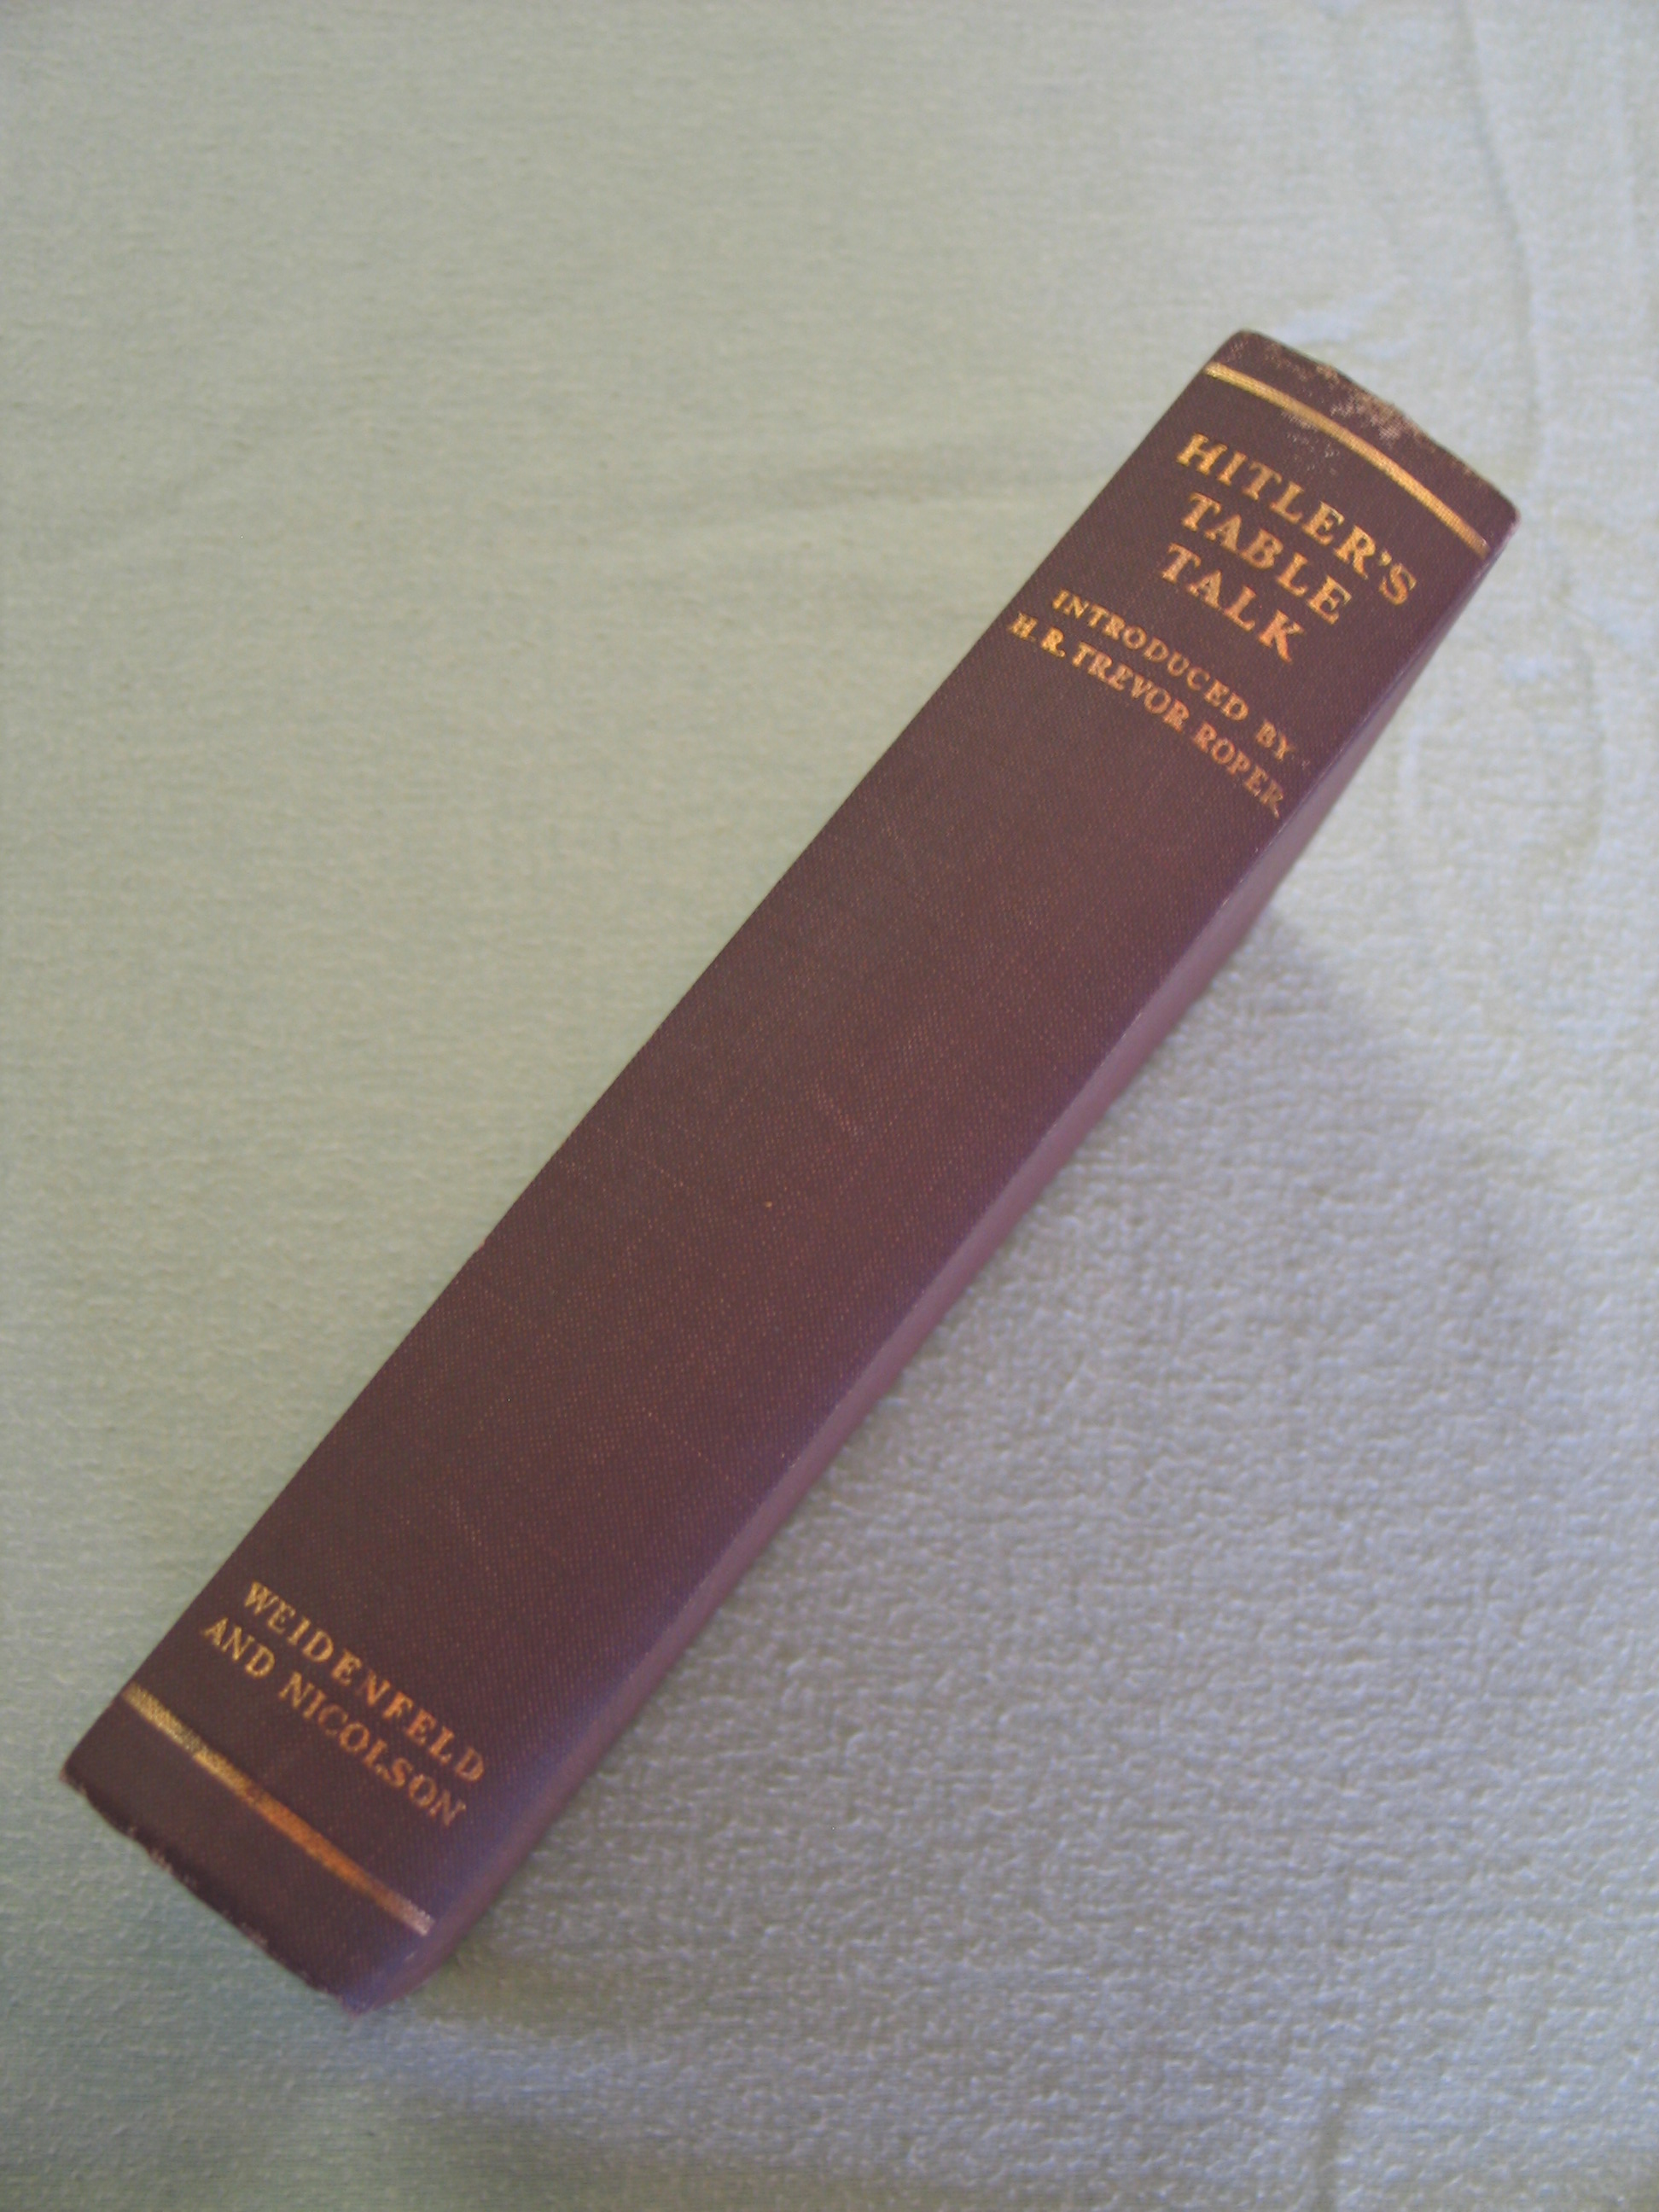 HITLER'S
TABLE
TALK
INTRODUCED BY
H. R. TREVOR ROPER
WEIDENFELD
AND NICOLSON